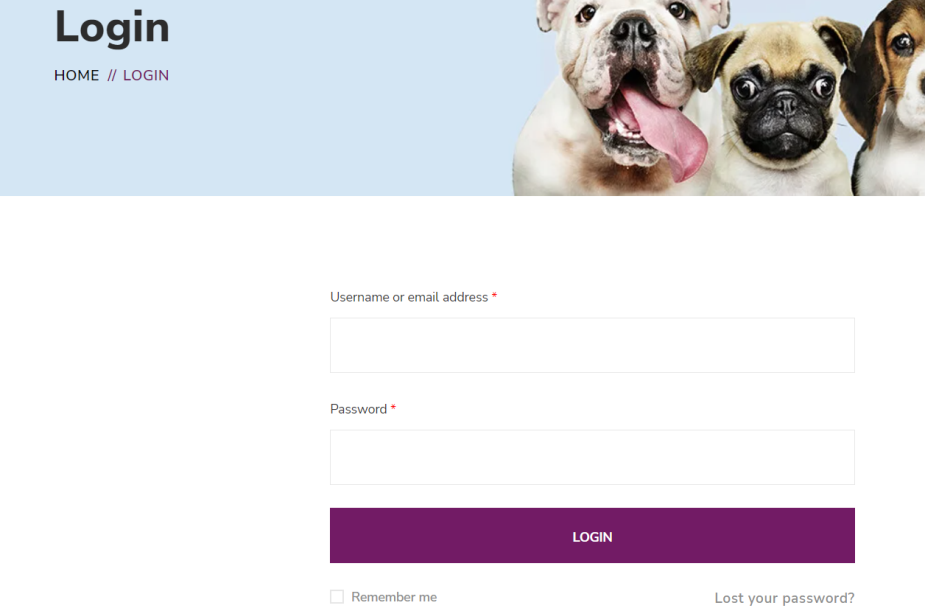 Login
HOME // LOGIN
Username or email address *
Password *
LOGIN
Remember me
Lost your password?